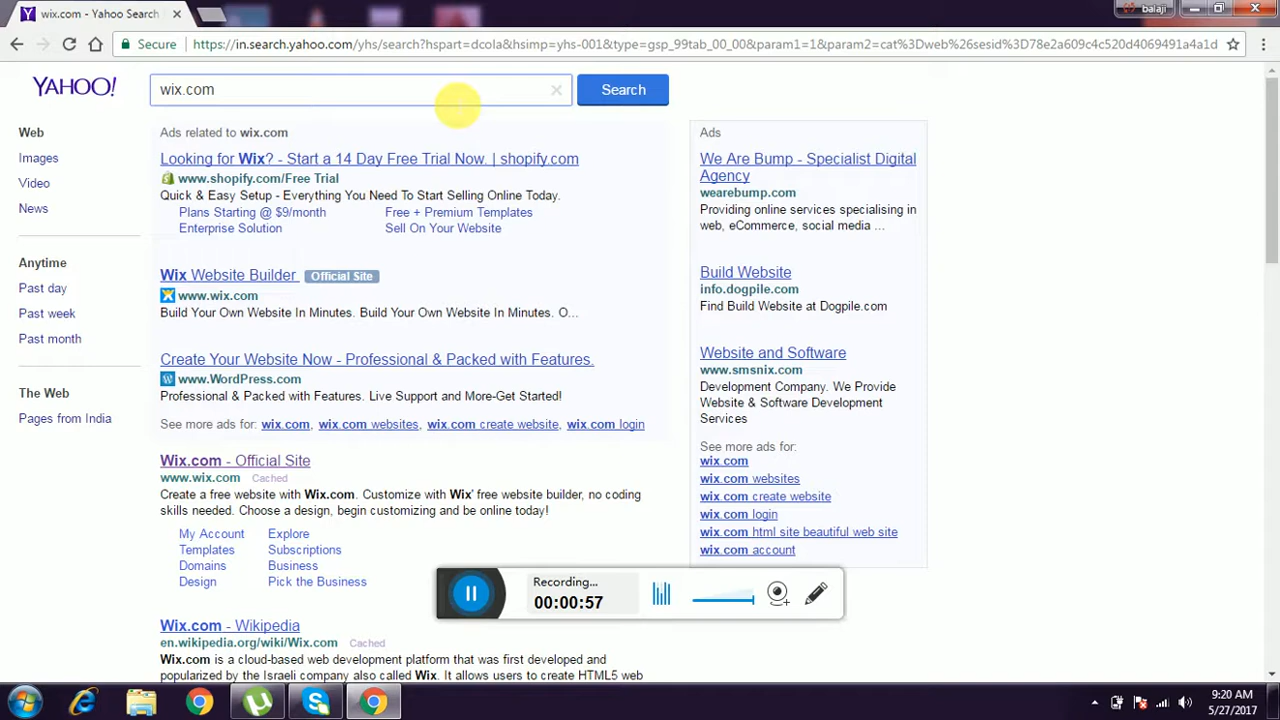 wix.com - Yahoo Search
balaji
Secure
https://in.search.yahoo.com/yhs/search?hspart=dcola&hsimp=yhs-001&type=gsp_99tab_00_00&param1=1&param2=cat%3Dweb%26sesid%3D78e2a609c4c5219491a4a1d
YAHOO!
wix.com
Search
Web
Images
Video
News
Anytime
Past day
Past week
Past month
The Web
Pages from India
Ads related to wix.com
Looking for Wix? - Start a 14 Day Free Trial Now. | shopify.com
www.shopify.com/Free Trial
Quick & Easy Setup - Everything You Need To Start Selling Online Today.
Plans Starting @ $9/month Free + Premium Templates
Enterprise Solution Sell On Your Website
Wix Website Builder Official Site
www.wix.com
Build Your Own Website In Minutes. Build Your Own Website In Minutes. O...
Create Your Website Now - Professional & Packed with Features.
www.WordPress.com
Professional & Packed with Features. Live Support and More-Get Started!
See more ads for: wix.com, wix.com websites, wix.com create website, wix.com login
Wix.com - Official Site
www.wix.com Cached
Create a free website with Wix.com. Customize with Wix' free website builder, no coding
skills needed. Choose a design, begin customizing and be online today!
My Account Explore
Templates Subscriptions
Domains Business
Design Pick the Business
Wix.com - Wikipedia
en.wikipedia.org/wiki/Wix.com Cached
Wix.com is a cloud-based web development platform that was first developed and
popularized by the Israeli company also called Wix. It allows users to create HTML5 web
Ads
We Are Bump - Specialist Digital
Agency
wearebump.com
Providing online services specialising in
web, eCommerce, social media ...
Build Website
info.dogpile.com
Find Build Website at Dogpile.com
Website and Software
www.smsnix.com
Development Company. We Provide
Website & Software Development
Services
See more ads for:
wix.com
wix.com websites
wix.com create website
wix.com login
wix.com html site beautiful web site
wix.com account
Recording...
00:00:57
9:20 AM
5/27/2017